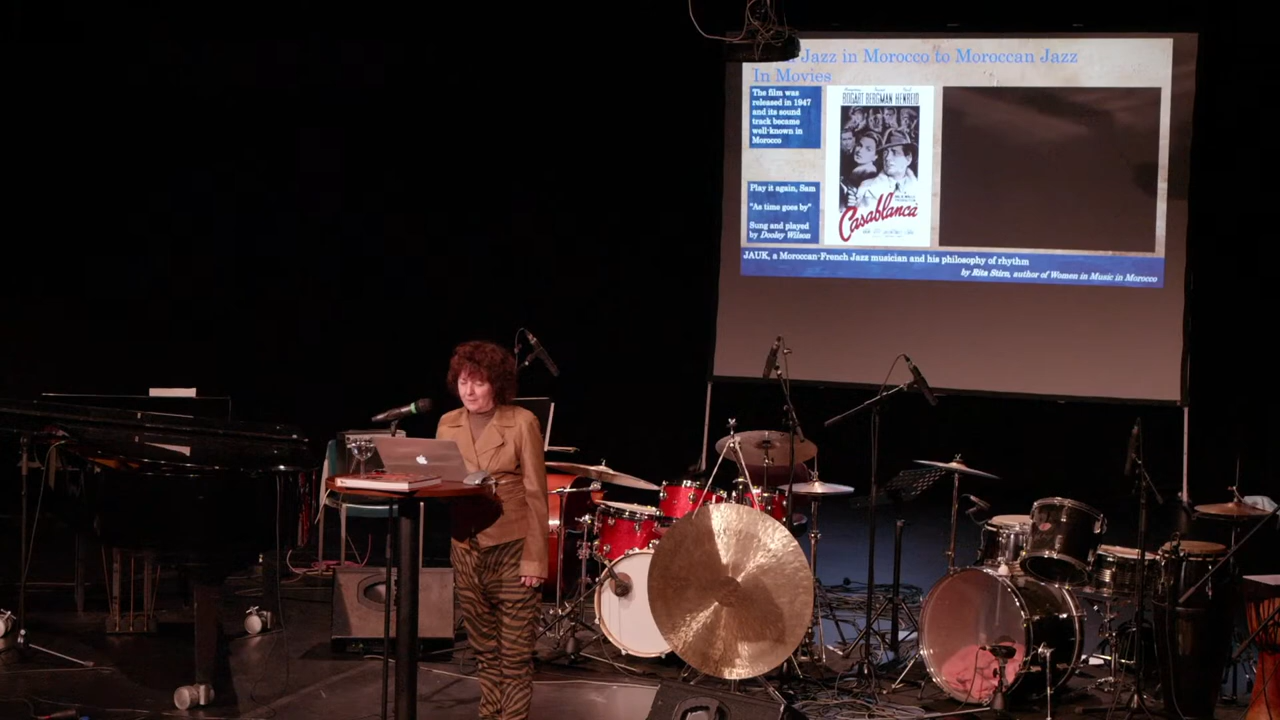 Jazz in Morocco to Moroccan Jazz
In Movies
The film was
released in 1947
and its sound
track became
well-known in
Morocco
BOGART BERGMAN HENREID
Casablanca
Play it again, Sam
"As time goes by"
Sung and played
by Dooley Wilson
JAUK, a Moroccan-French Jazz musician and his philosophy of rhythm
by Rita Stirn, author of Women in Music in Morocco